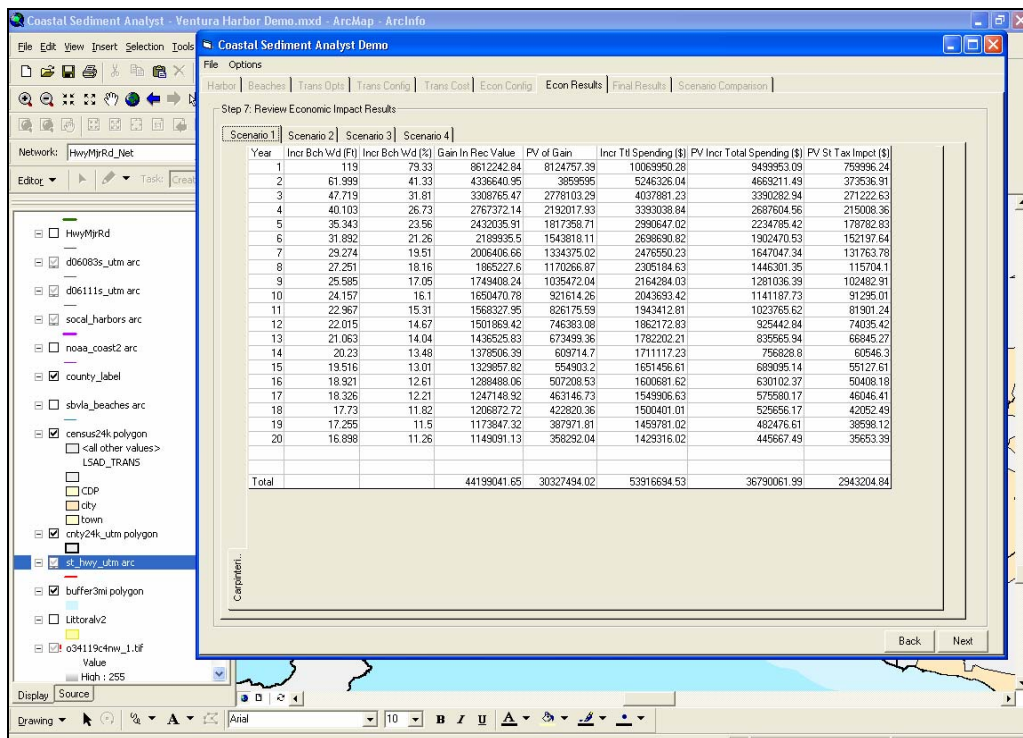 Coastal Sediment Analyst - Ventura Harbor Demo.mxd - ArcMap - ArcInfo
File Edit View Insert Selection Tools
Network: HwyMjrRd_Net
Editor Task: Creat
HwyMjrRd
d06083s_utm arc
d06111s_utm arc
socal_harbors arc
noaa_coast2 arc
county_label
sbvla_beaches arc
census24k polygon
<all other values>
LSAD_TRANS
CDP
city
town
cnty24k_utm polygon
st_hwy_utm arc
buffer3mi polygon
Littoralv2
o34119c4nw_1.tif
Value
High : 255
Display Source
Drawing A Arial 10 B I U A
Coastal Sediment Analyst Demo
File Options
Harbor Beaches Trans Opts Trans Config Trans Cost Econ Config Econ Results Final Results Scenario Comparison
Step 7: Review Economic Impact Results
Scenario 1 Scenario 2 Scenario 3 Scenario 4
Year Incr Bch Wd (Ft) Incr Bch Wd (%) Gain In Rec Value PV of Gain Incr Ttl Spending ($) PV Incr Total Spending ($) PV St Tax Impct ($)
1 119 79.33 8612242.84 8124757.39 10069950.28 9499953.09 759996.24
2 61.999 41.33 4336640.95 3859595 5246326.04 4669211.49 373536.91
3 47.719 31.81 3308765.47 2778103.29 4037881.23 3390282.94 271222.63
4 40.103 26.73 2767372.14 2192017.93 3393038.84 2687604.56 215008.36
5 35.343 23.56 2432035.91 1817358.71 2990647.02 2234785.42 178782.83
6 31.892 21.26 2189935.5 1543818.11 2698690.82 1902470.53 152197.64
7 29.274 19.51 2006406.66 1334375.02 2476550.23 1647047.34 131763.78
8 27.251 18.16 1865227.6 1170266.87 2305184.63 1446301.35 115704.1
9 25.585 17.05 1749408.24 1035472.04 2164284.03 1281036.39 102482.91
10 24.157 16.1 1650470.78 921614.26 2043693.42 1141187.73 91295.01
11 22.967 15.31 1568327.95 826175.59 1943412.81 1023765.62 81901.24
12 22.015 14.67 1501869.42 746383.08 1862172.83 925442.84 74035.42
13 21.063 14.04 1436525.83 673499.36 1782202.21 835565.94 66845.27
14 20.23 13.48 1378506.39 609714.7 1711117.23 756828.8 60546.3
15 19.516 13.01 1329857.82 554903.2 1651456.61 689095.14 55127.61
16 18.921 12.61 1288488.06 507208.53 1600681.62 630102.37 50408.18
17 18.326 12.21 1247148.92 463146.73 1549906.63 575580.17 46046.41
18 17.73 11.82 1206872.72 422820.36 1500401.01 525656.17 42052.49
19 17.255 11.5 1173847.32 387971.81 1459781.02 482476.61 38598.12
20 16.898 11.26 1149091.13 358292.04 1429316.02 445667.49 35653.39
Total 44199041.65 30327494.02 53916694.53 36790061.99 2943204.84
Carpinteri..
Back Next